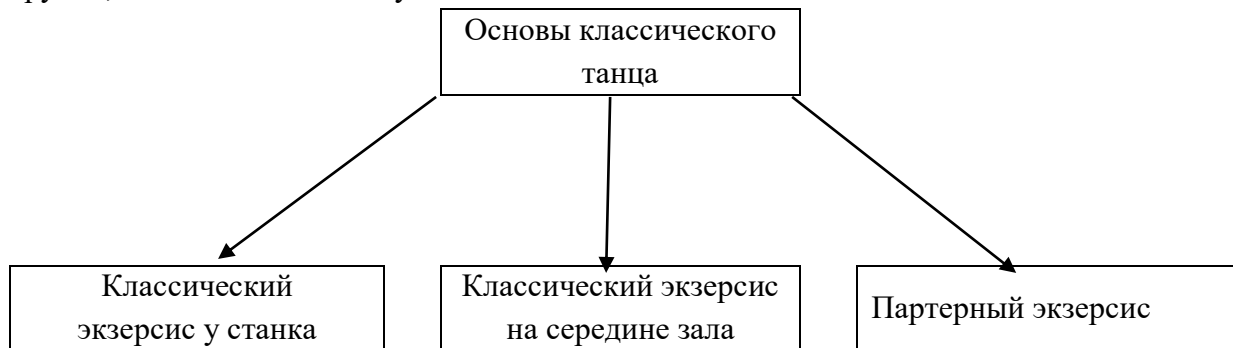 Основы классического
танца
Классический
экзерсис у станка
Классический экзерсис
на середине зала
Партерный экзерсис